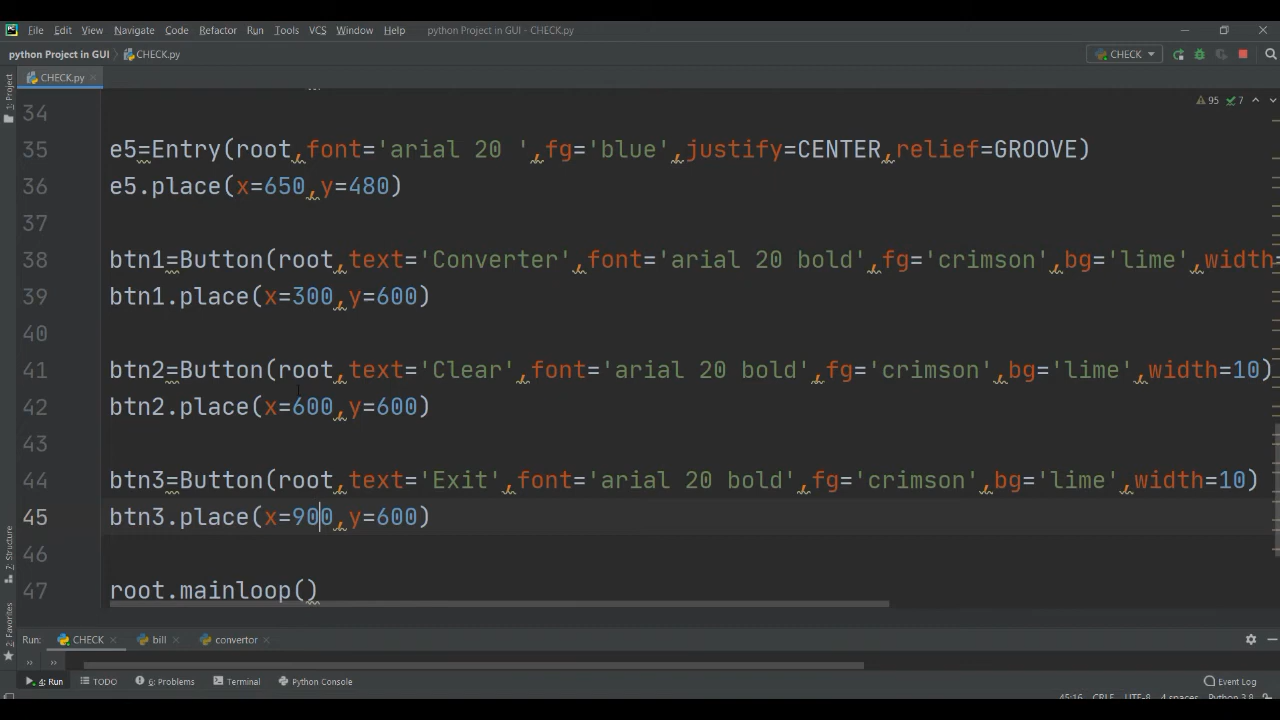 File Edit View Navigate Code Refactor Run Tools VCS Window Help python Project in GUI - CHECK.py
python Project in GUI CHECK.py CHECK
1: Project
CHECK.py
95 7
34
35 e5=Entry(root,font='arial 20 ',fg='blue',justify=CENTER,relief=GROOVE)
36 e5.place(x=650,y=480)
37
38 btn1=Button(root,text='Converter',font='arial 20 bold',fg='crimson',bg='lime',width=
39 btn1.place(x=300,y=600)
40
41 btn2=Button(root,text='Clear',font='arial 20 bold',fg='crimson',bg='lime',width=10)
42 btn2.place(x=600,y=600)
43
44 btn3=Button(root,text='Exit',font='arial 20 bold',fg='crimson',bg='lime',width=10)
45 btn3.place(x=900,y=600)
46
47 root.mainloop()
7: Structure
2: Favorites
Run: CHECK bill convertor
4: Run TODO 6: Problems Terminal Python Console Event Log
45:16 CRLF UTF-8 4 spaces Python 3.8